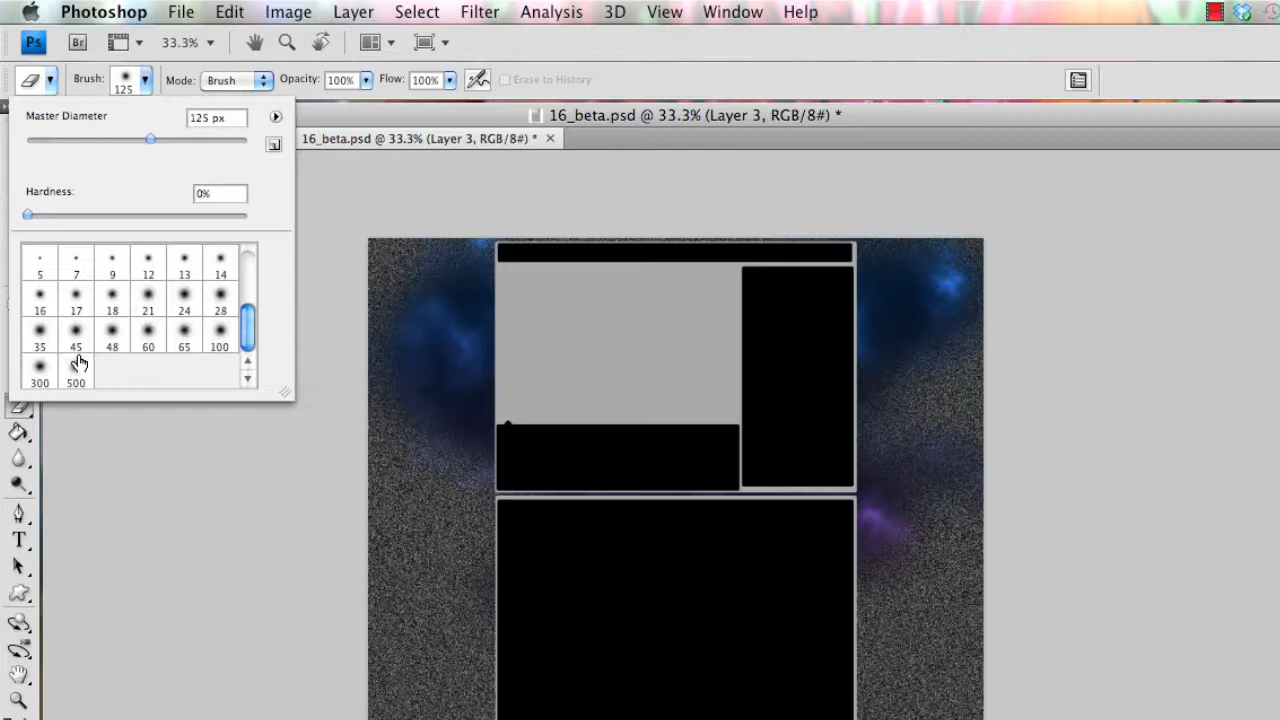 Photoshop File Edit Image Layer Select Filter Analysis 3D View Window Help
Ps Br 33.3%
Brush: 125 Mode: Brush Opacity: 100% Flow: 100% Erase to History
Master Diameter 125 px
16_beta.psd @ 33.3% (Layer 3, RGB/8#) *
16_beta.psd @ 33.3% (Layer 3, RGB/8#) *
Hardness: 0%
5 7 9 12 13 14
16 17 18 21 24 28
35 45 48 60 65 100
300 500
T